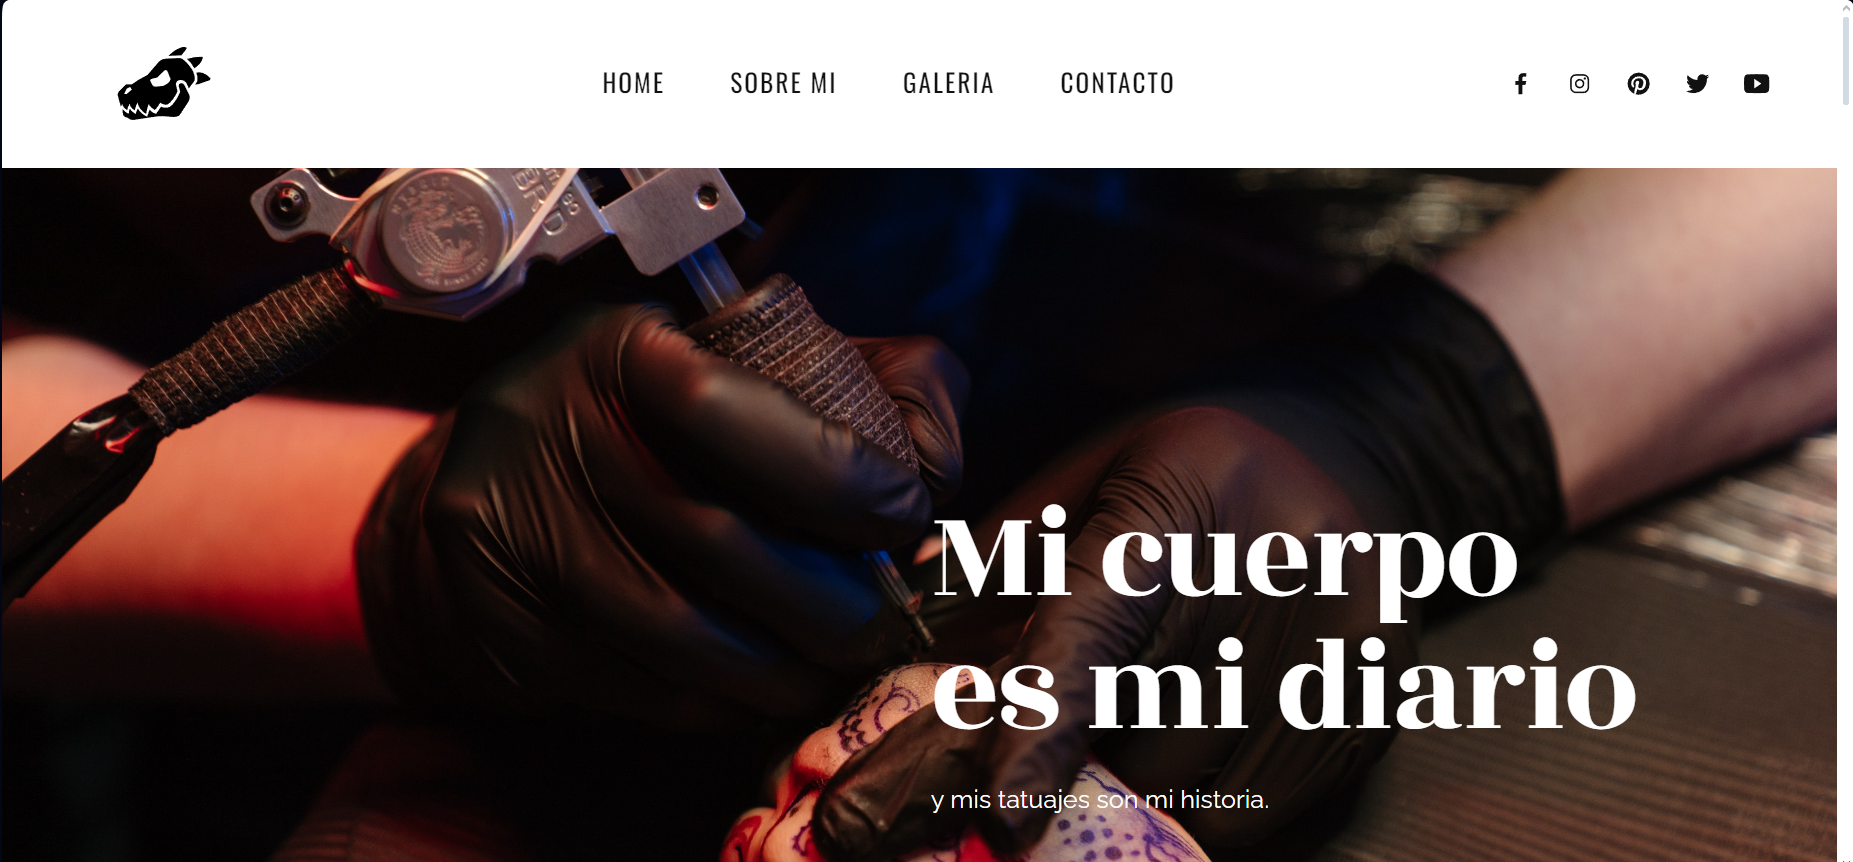 HOME SOBRE MI GALERIA CONTACTO
Mi cuerpo
es mi diario
y mis tatuajes son mi historia.